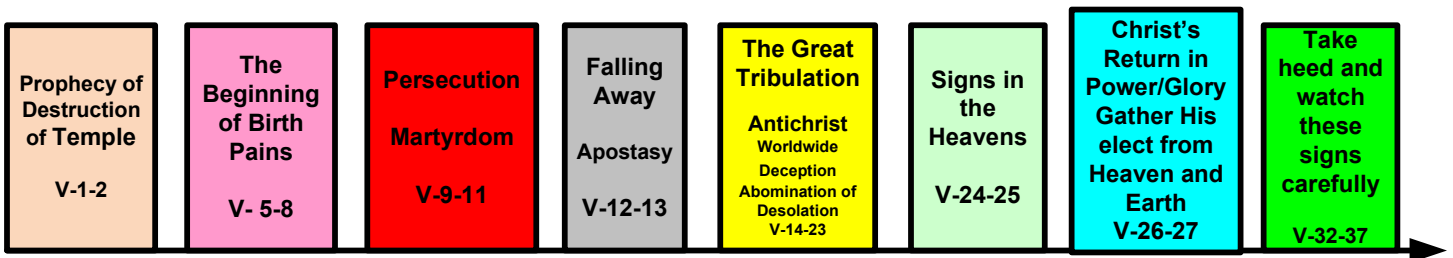 Prophecy of
Destruction
of Temple
V-1-2
The
Beginning
of Birth
Pains
V- 5-8
Persecution
Martyrdom
V-9-11
Falling
Away
Apostasy
V-12-13
The Great
Tribulation
Antichrist
Worldwide
Deception
Abomination of
Desolation
V-14-23
Signs in
the
Heavens
V-24-25
Christ’s
Return in
Power/Glory
Gather His
elect from
Heaven and
Earth
V-26-27
Take
heed and
watch
these
signs
carefully
V-32-37